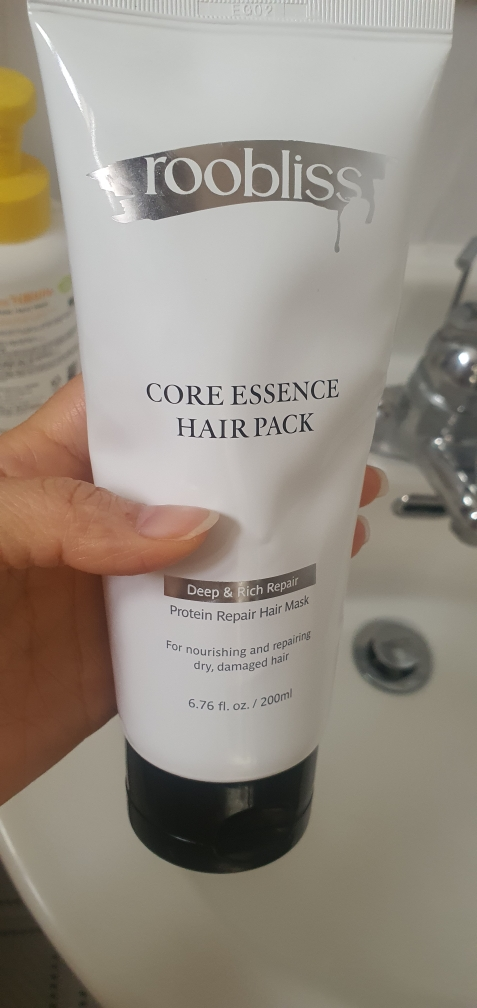 roobliss
CORE ESSENCE
HAIR PACK
Deep & Rich Repair
Protein Repair Hair Mask
For nourishing and repairing
dry, damaged hair
6.76 fl. oz. / 200ml